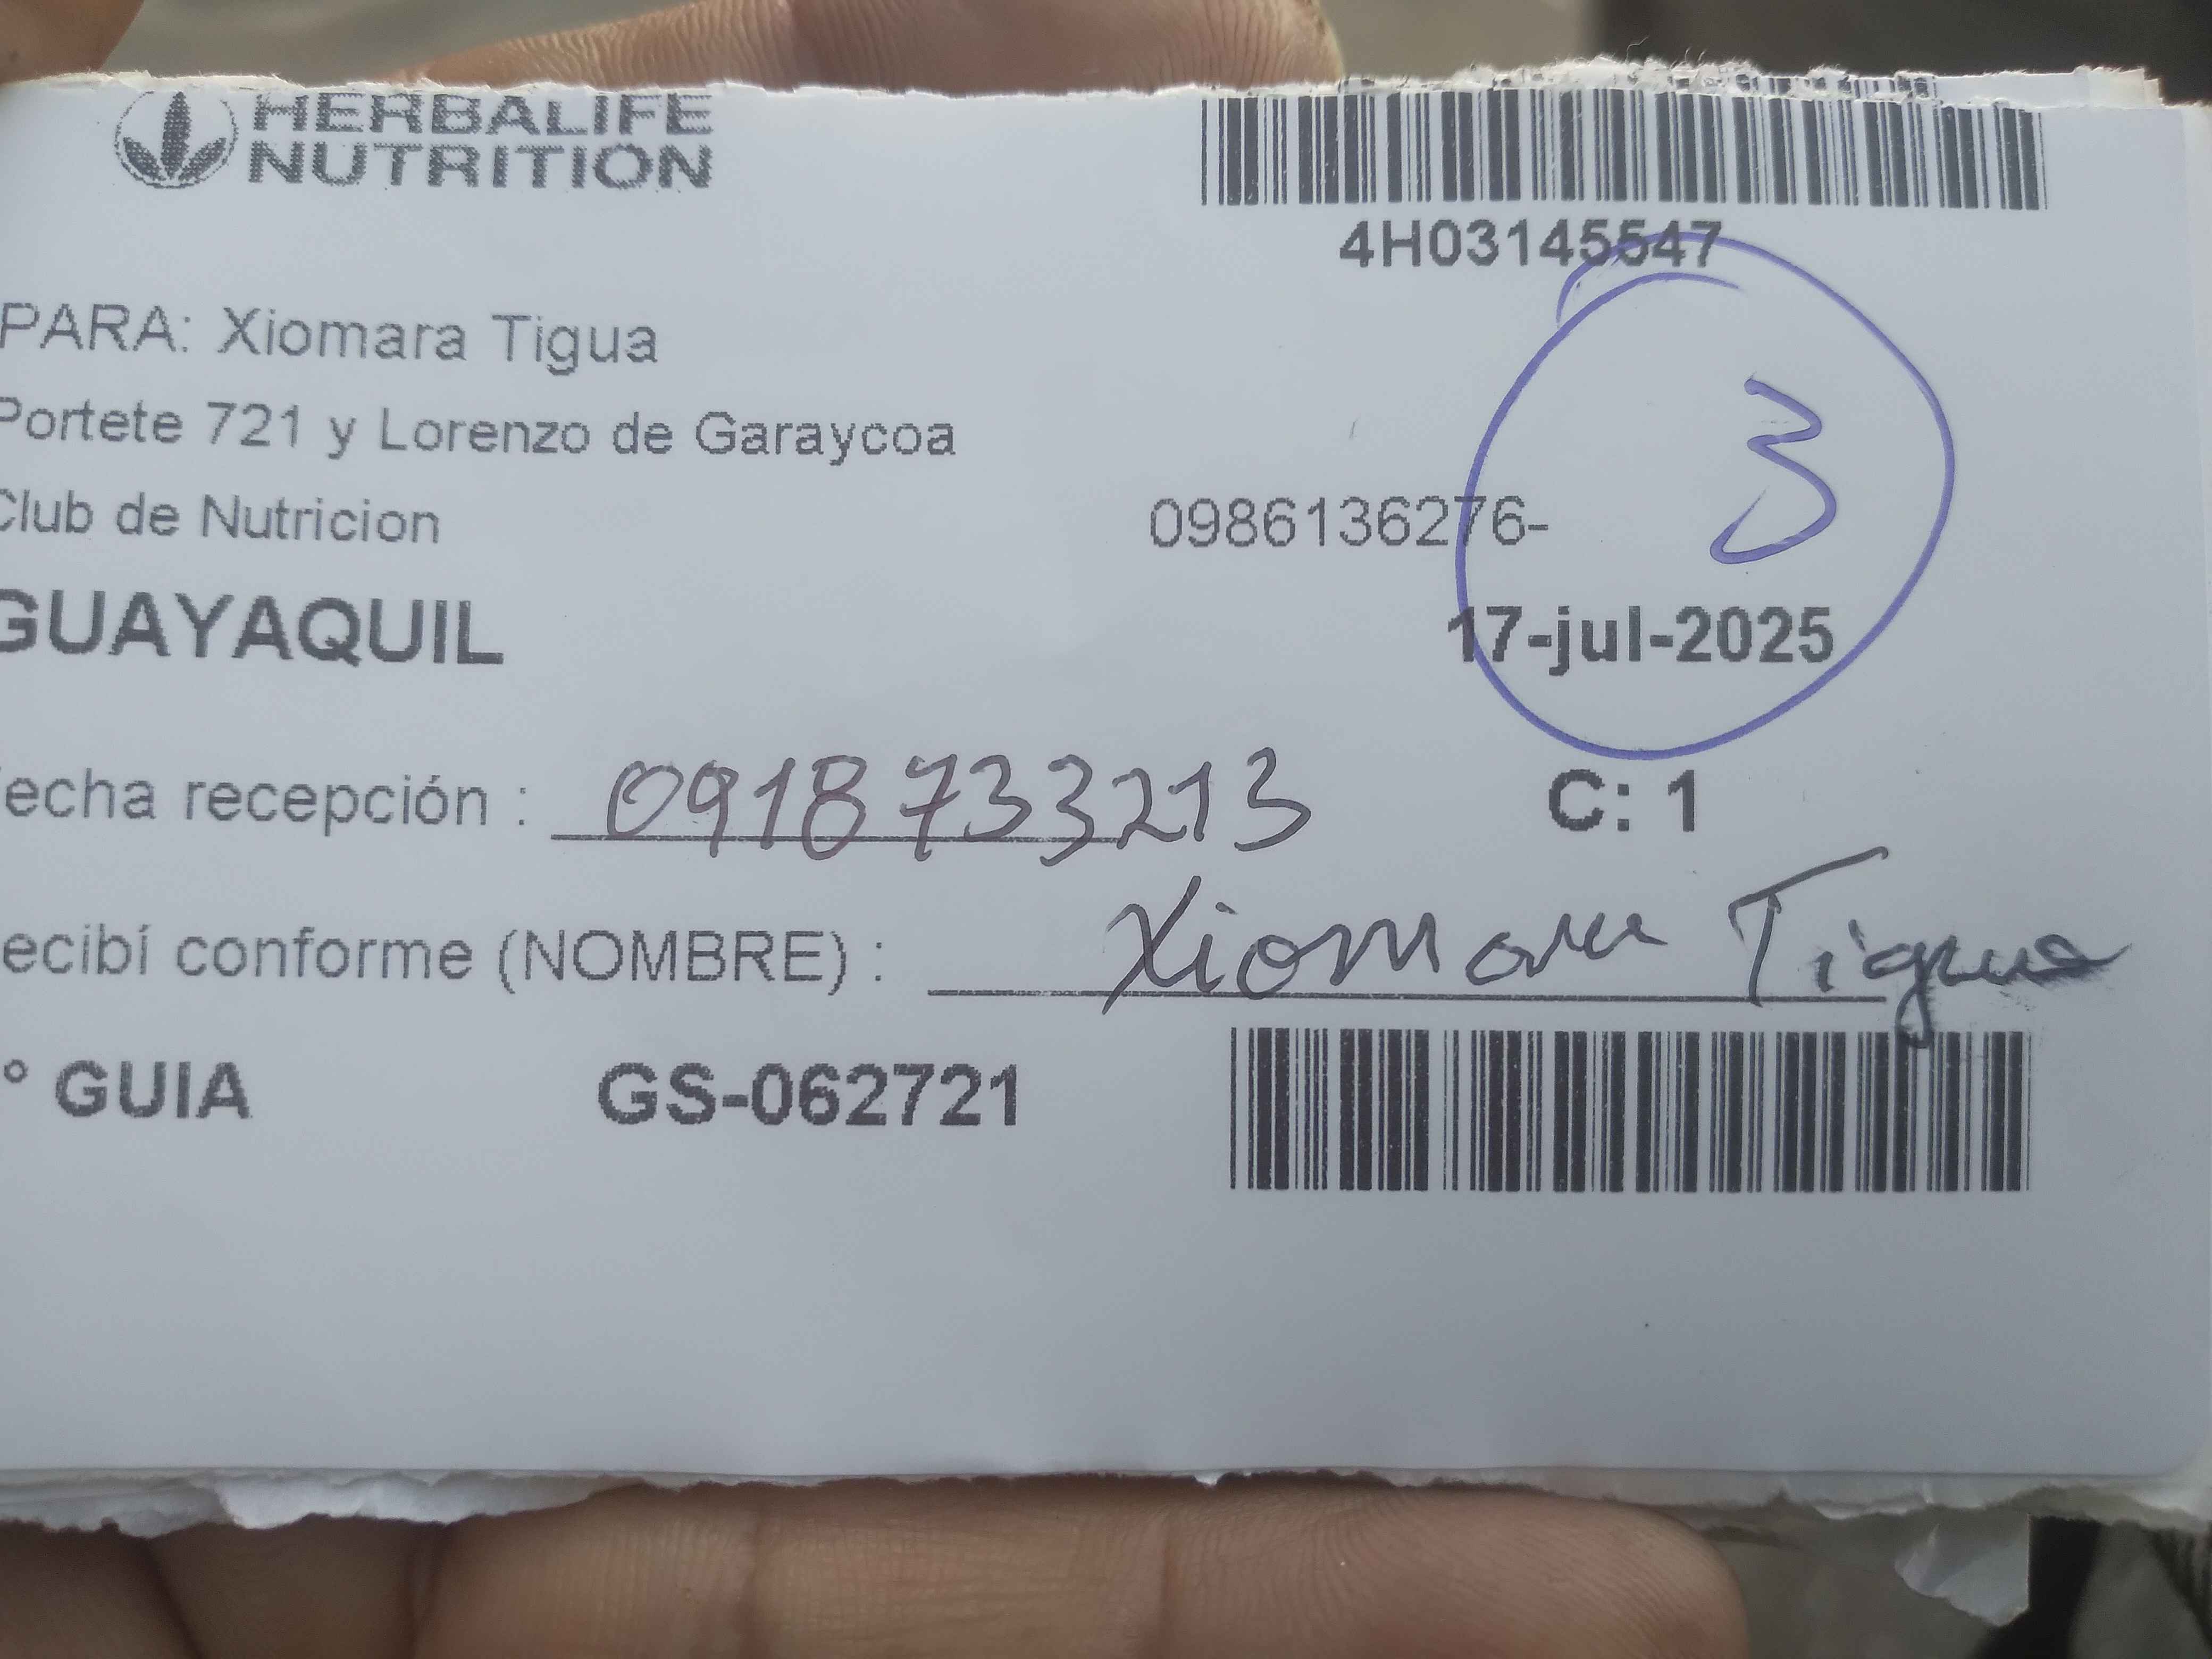 HERBALIFE
NUTRITION
4H03145547
PARA: Xiomara Tigua
Portete 721 y Lorenzo de Garaycoa
Club de Nutricion
0986136276-
3
GUAYAQUIL
17-jul-2025
echa recepción : 0918733213
C: 1
ecibí conforme (NOMBRE) : Xiomara Tigua
° GUIA GS-062721